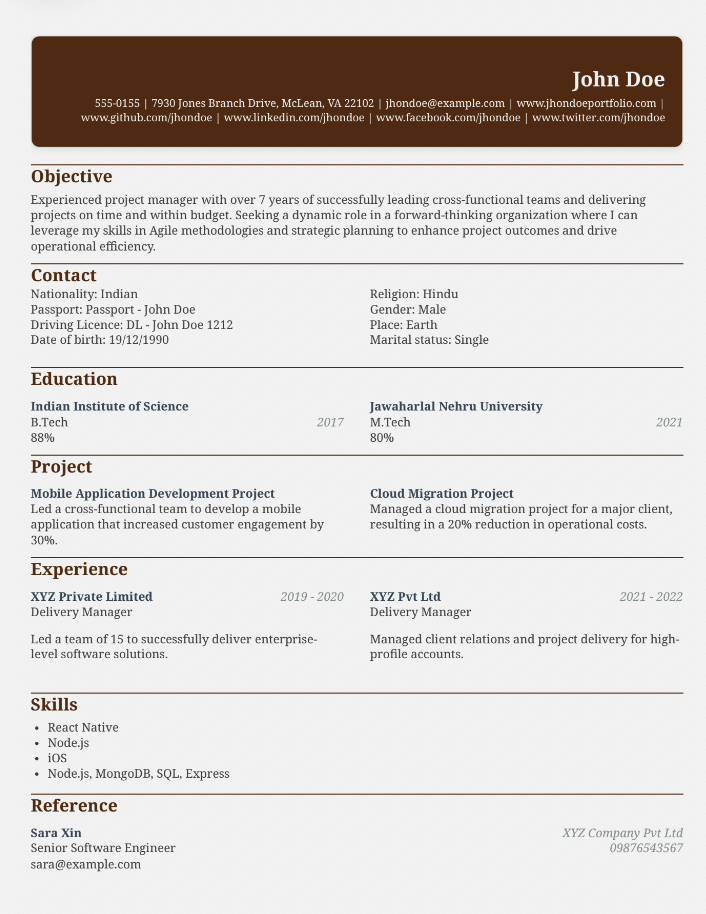 John Doe
555-0155 | 7930 Jones Branch Drive, McLean, VA 22102 | jhondoe@example.com | www.jhondoeportfolio.com |
www.github.com/jhondoe | www.linkedin.com/jhondoe | www.facebook.com/jhondoe | www.twitter.com/jhondoe
Objective
Experienced project manager with over 7 years of successfully leading cross-functional teams and delivering
projects on time and within budget. Seeking a dynamic role in a forward-thinking organization where I can
leverage my skills in Agile methodologies and strategic planning to enhance project outcomes and drive
operational efficiency.
Contact
Nationality: Indian
Passport: Passport - John Doe
Driving Licence: DL - John Doe 1212
Date of birth: 19/12/1990
Religion: Hindu
Gender: Male
Place: Earth
Marital status: Single
Education
Indian Institute of Science
B.Tech 2017
88%
Jawaharlal Nehru University
M.Tech 2021
80%
Project
Mobile Application Development Project
Led a cross-functional team to develop a mobile
application that increased customer engagement by
30%.
Cloud Migration Project
Managed a cloud migration project for a major client,
resulting in a 20% reduction in operational costs.
Experience
XYZ Private Limited 2019 - 2020
Delivery Manager
Led a team of 15 to successfully deliver enterprise-
level software solutions.
XYZ Pvt Ltd 2021 - 2022
Delivery Manager
Managed client relations and project delivery for high-
profile accounts.
Skills
• React Native
• Node.js
• iOS
• Node.js, MongoDB, SQL, Express
Reference
Sara Xin XYZ Company Pvt Ltd
Senior Software Engineer 09876543567
sara@example.com